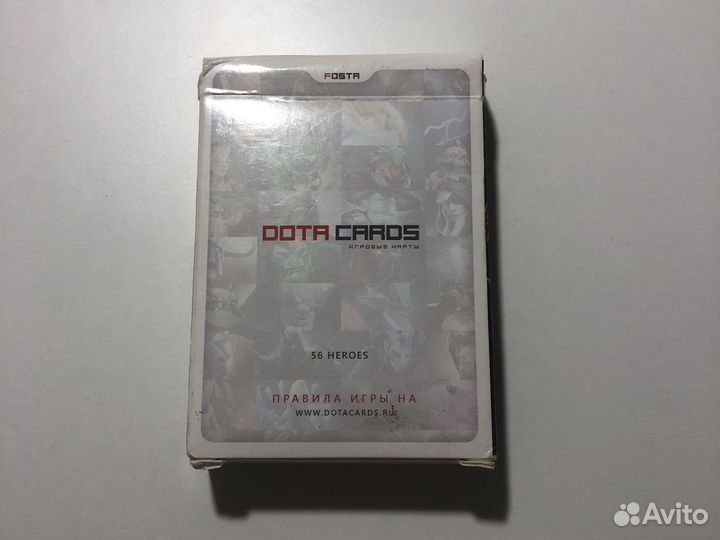 FOSTA
DOTA CARDS
ИГРОВЫЕ КАРТЫ
56 HEROES
ПРАВИЛА ИГРЫ НА
WWW.DOTACARDS.RU
Avito